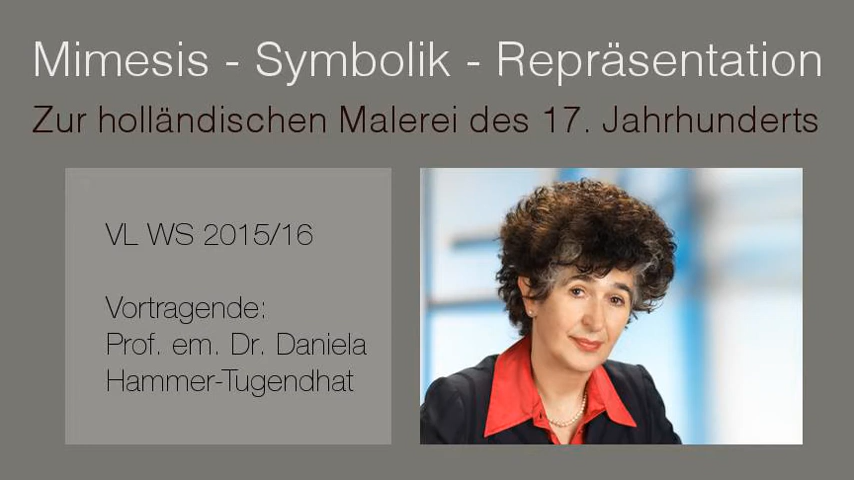 Mimesis - Symbolik - Repräsentation
Zur holländischen Malerei des 17. Jahrhunderts
VL WS 2015/16
Vortragende:
Prof. em. Dr. Daniela
Hammer-Tugendhat